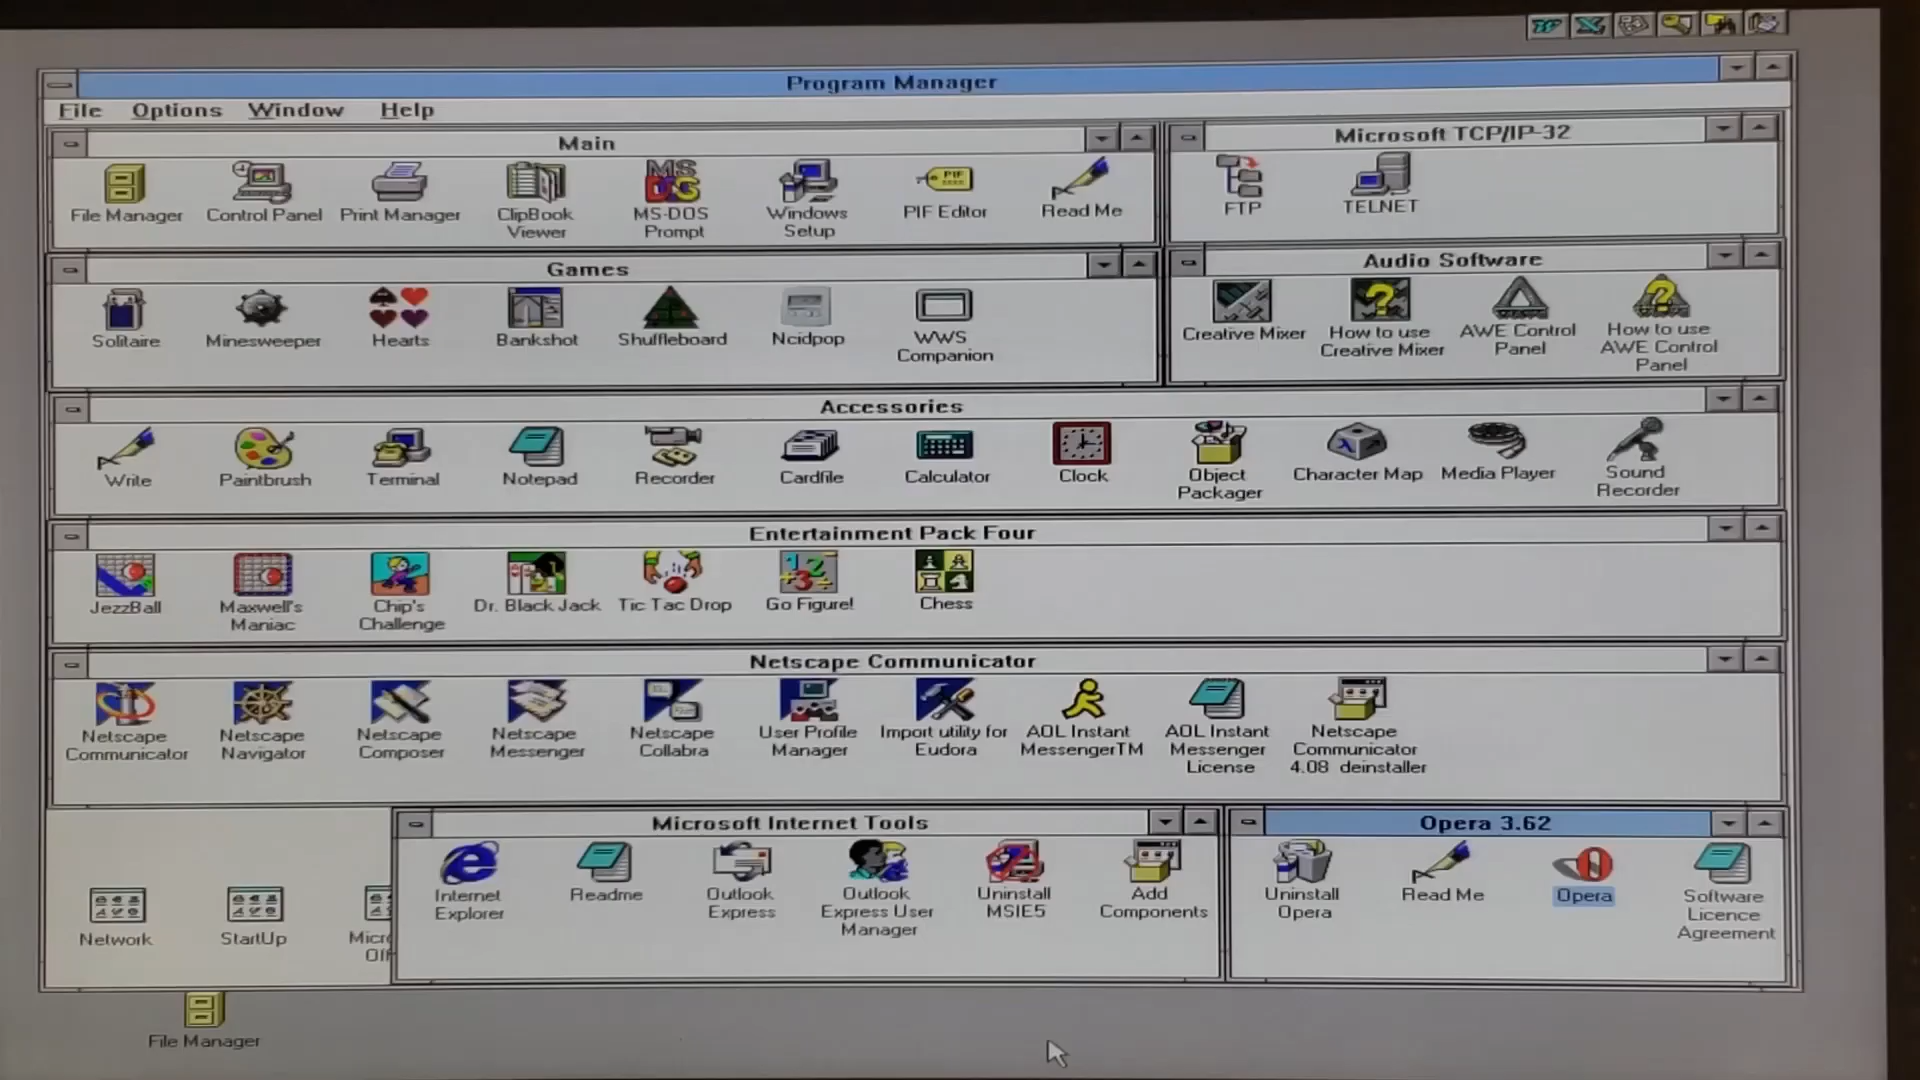 Program Manager
File Options Window Help
Main
File Manager
Control Panel
Print Manager
ClipBook
Viewer
MS-DOS
Prompt
Windows
Setup
PIF
PIF Editor
Read Me
Microsoft TCP/IP-32
FTP
TELNET
Games
Solitaire
Minesweeper
Hearts
Bankshot
Shuffleboard
Ncidpop
WWS
Companion
Audio Software
Creative Mixer
How to use
Creative Mixer
AWE Control
Panel
How to use
AWE Control
Panel
Accessories
Write
Paintbrush
Terminal
Notepad
Recorder
Cardfile
Calculator
Clock
Object
Packager
Character Map
Media Player
Sound
Recorder
Entertainment Pack Four
JezzBall
Maxwell's
Maniac
Chip's
Challenge
Dr. Black Jack
Tic Tac Drop
Go Figure!
Chess
Netscape Communicator
Netscape
Communicator
Netscape
Navigator
Netscape
Composer
Netscape
Messenger
Netscape
Collabra
User Profile
Manager
Import utility for
Eudora
AOL Instant
MessengerTM
AOL Instant
Messenger
License
Netscape
Communicator
4.08 deinstaller
Network
StartUp
Micro
Off
Microsoft Internet Tools
Internet
Explorer
Readme
Outlook
Express
Outlook
Express User
Manager
Uninstall
MSIE5
Add
Components
Opera 3.62
Uninstall
Opera
Read Me
Opera
Software
Licence
Agreement
File Manager